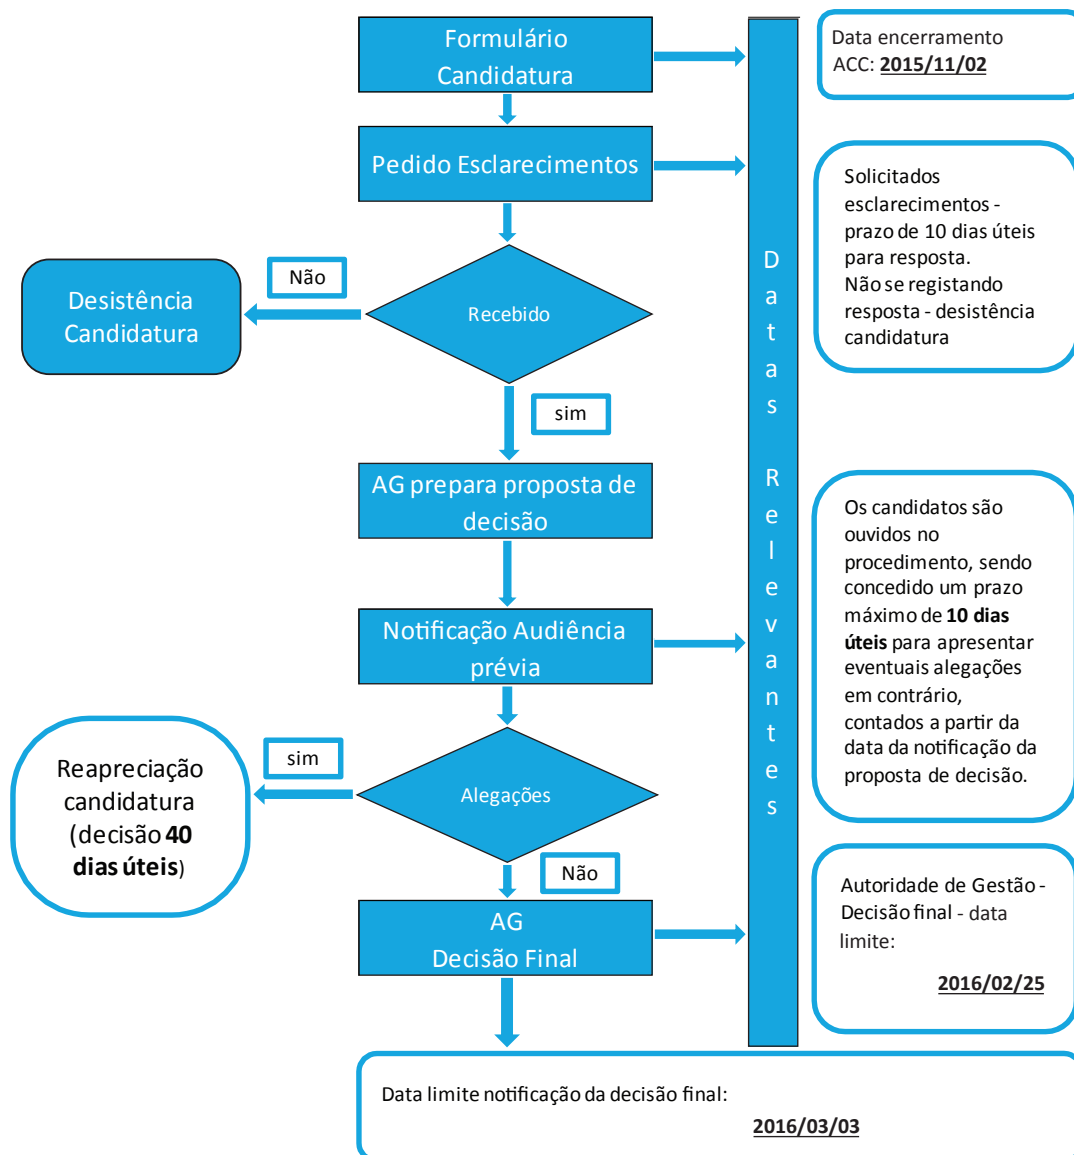 Formulário
Candidatura
Data encerramento
ACC: 2015/11/02
Pedido Esclarecimentos
Solicitados
esclarecimentos -
prazo de 10 dias úteis
para resposta.
Não se registando
resposta - desistência
candidatura
Não
Desistência
Candidatura
Recebido
sim
Datas Relevantes
AG prepara proposta de
decisão
Os candidatos são
ouvidos no
procedimento, sendo
concedido um prazo
máximo de 10 dias
úteis para apresentar
eventuais alegações
em contrário,
contados a partir da
data da notificação da
proposta de decisão.
Notificação Audiência
prévia
sim
Reapreciação
candidatura
(decisão 40
dias úteis)
Alegações
Não
AG
Decisão Final
Autoridade de Gestão -
Decisão final - data
limite:
2016/02/25
Data limite notificação da decisão final:
2016/03/03